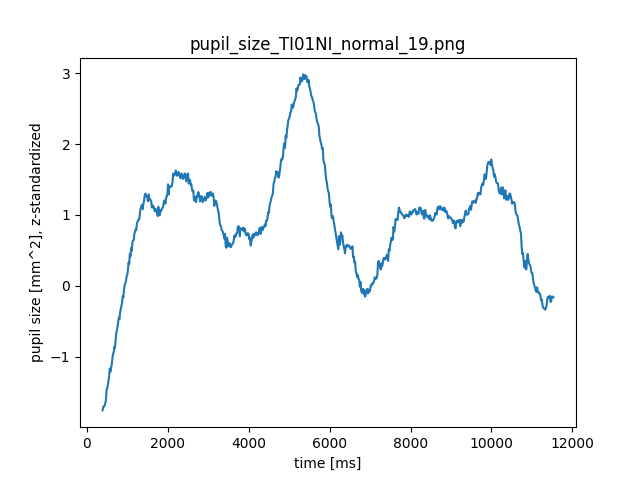 pupil_size_TI01NI_normal_19.png
pupil size [mm^2], z-standardized
3
2
1
0
−1
0 2000 4000 6000 8000 10000 12000
time [ms]